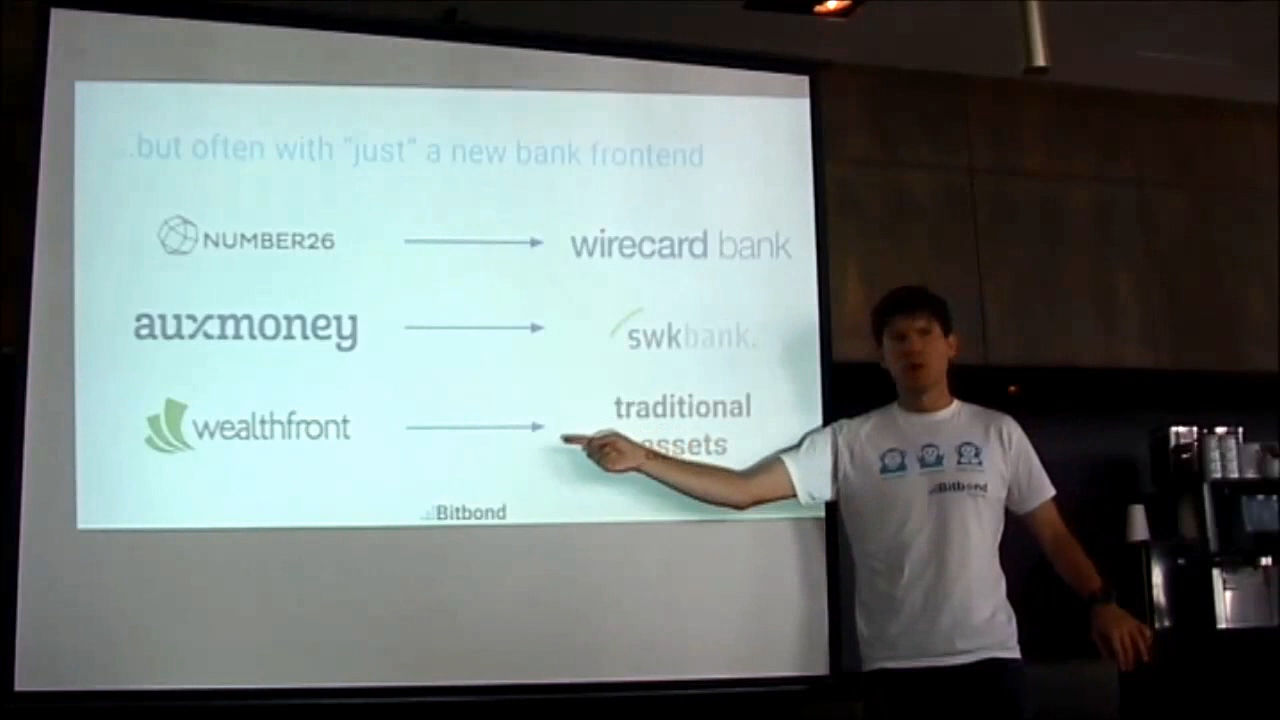 .but often with "just" a new bank frontend
NUMBER26
wirecard bank
auxmoney
swkbank.
wealthfront
traditional
assets
Bitbond
Bitbond